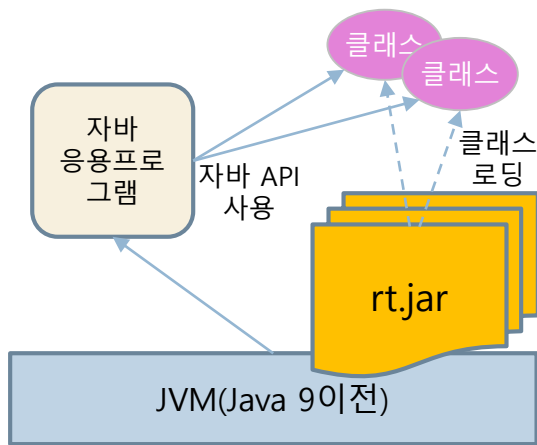 클래스
클래스
자바
응용프로
그램
자바 API
사용
클래스
로딩
rt.jar
JVM(Java 9이전)